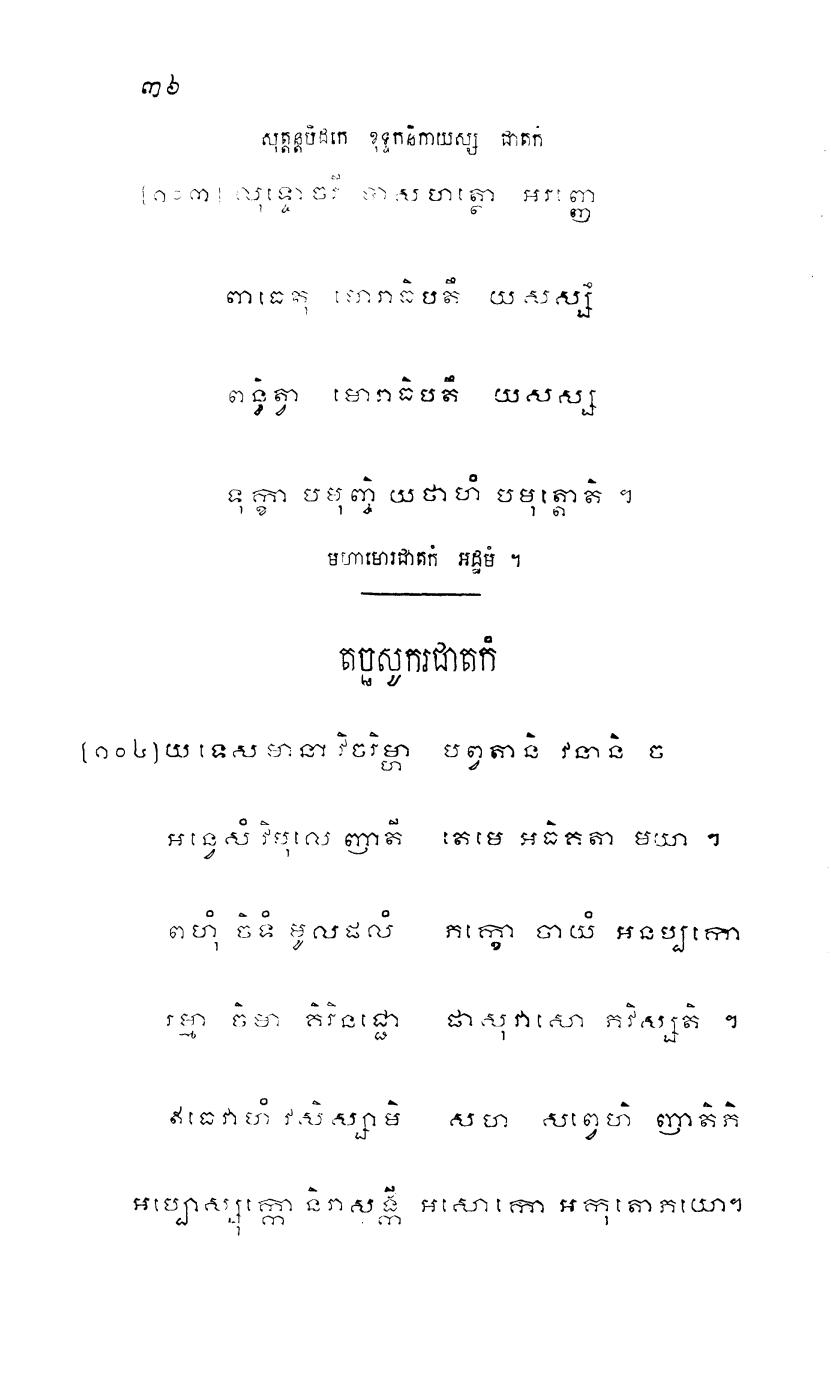 ៣៦
សុត្តន្តបិដកេ ខុទ្ទកនិកាយស្ស ជាតកំ
[១០៣] លុទ្ទោ ចរី បាសហត្ថោ អរញ្ញេ
ពាធេតុ មោរាធិបតឹ យសស្សឹ
ពន្ធិត្វា មោរាធិបតឹ យសស្សឹ
ទុក្ខា បមុញ្ចិ យថាហំ បមុត្តោតិ ។
មហាមោរជាតកំ អដ្ឋមំ ។
តច្ឆសូករជាតកំ
[១០៤] យទេសមានា វិចរិម្ហា បព្វតានិ វនានិ ច
អន្វេសំ វិបុលេ ញាតី តេមេ អធិគតា មយា ។
ពហុំ ចិទំ មូលផលំ ភក្ខោ ចាយំ អនប្បកោ
រម្មា ចិមា គិរិនជ្ជោ ផាសុវាសោ ភវិស្សតិ ។
ឥធេវាហំ វសិស្សាមិ សហ សព្វេហិ ញាតិភិ
អប្បោស្សុក្កោ និរាសង្កី អសោកោ អកុតោភយោ។